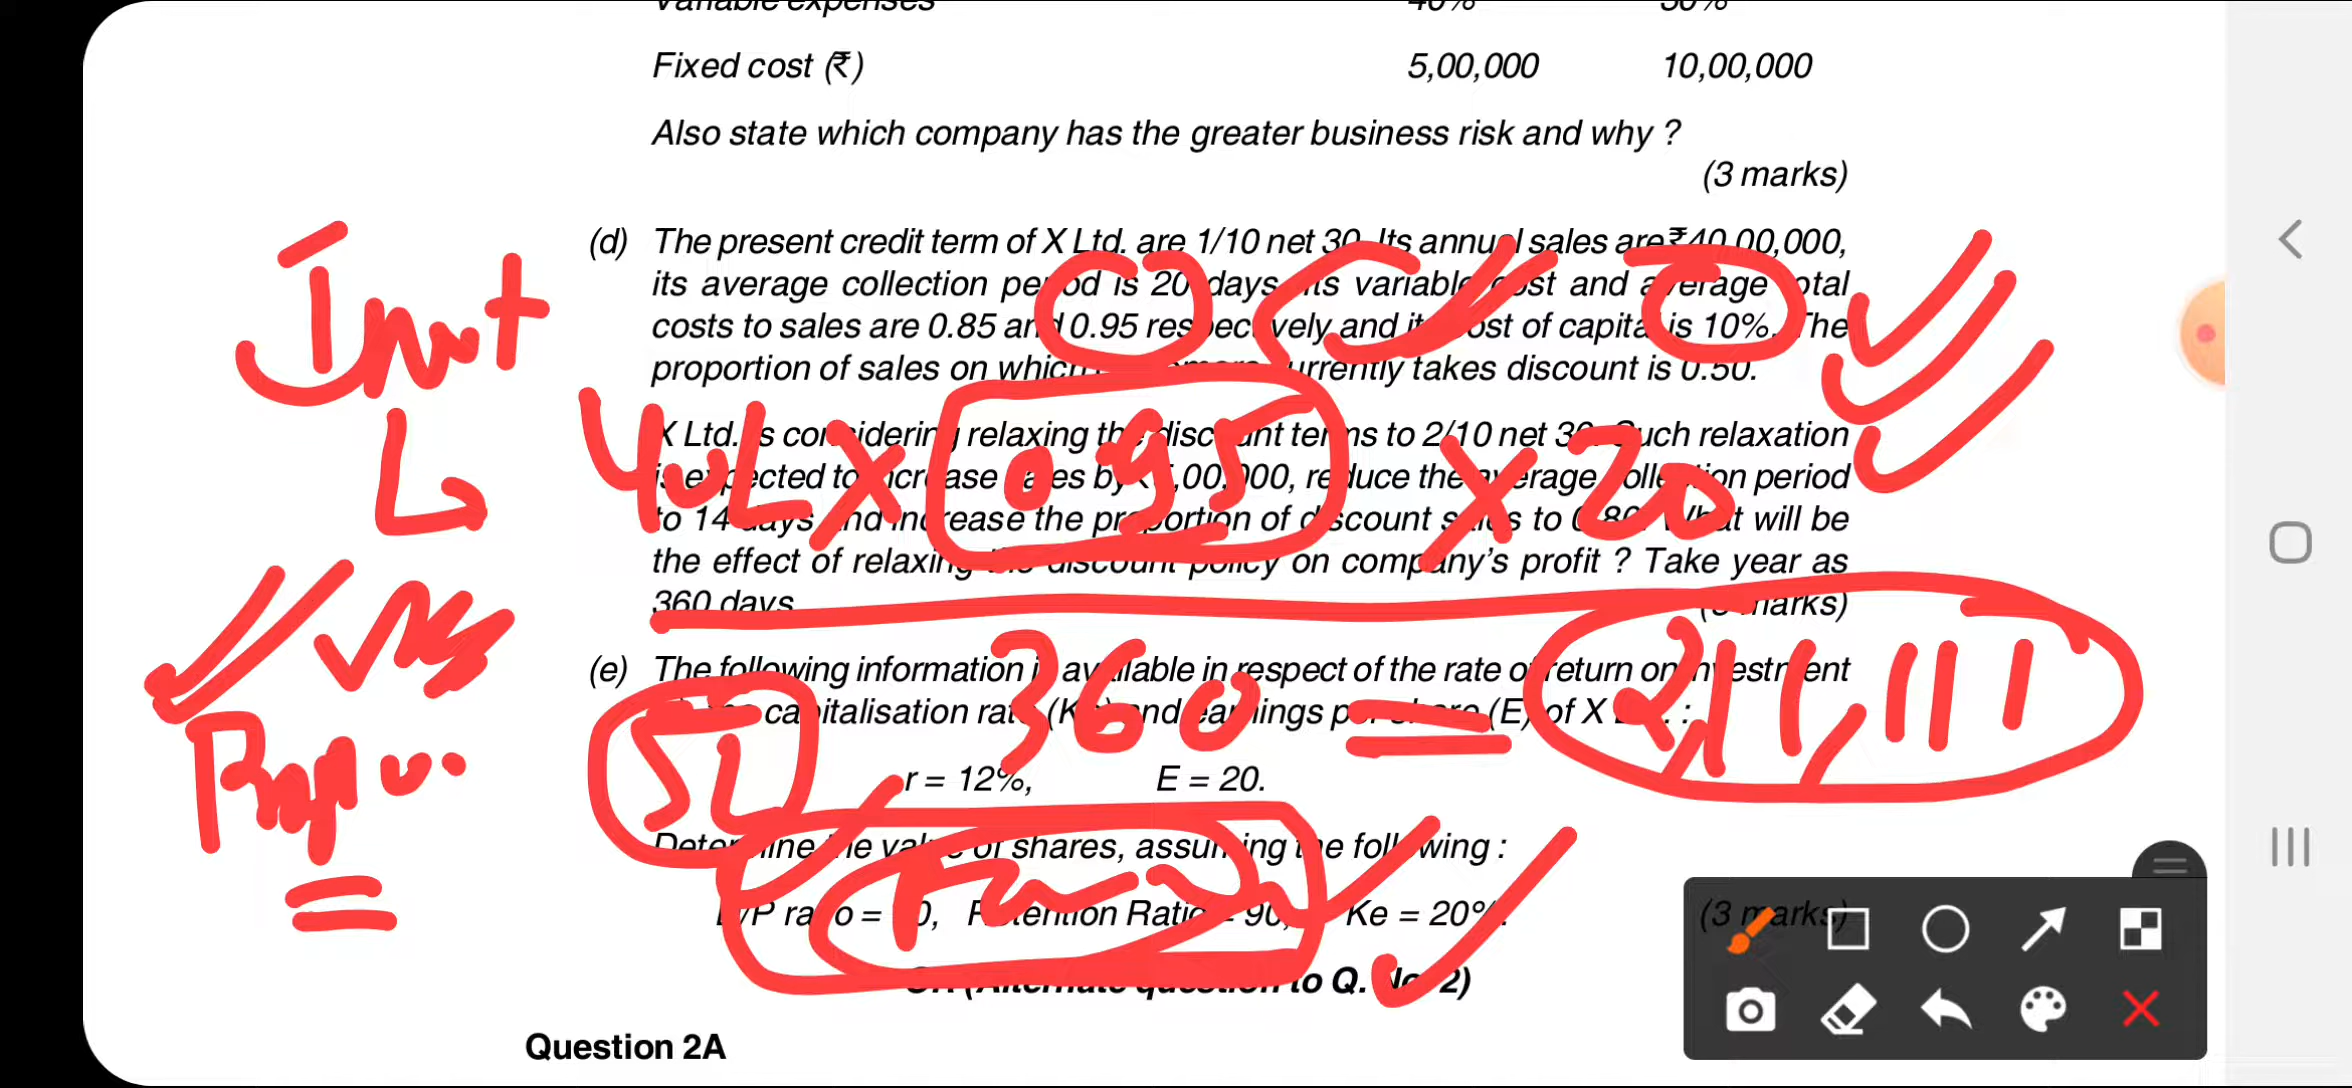 Variable expenses 40% 50%
Fixed cost (₹) 5,00,000 10,00,000
Also state which company has the greater business risk and why ?
(3 marks)
(d) The present credit term of X Ltd. are 1/10 net 30. Its annual sales are ₹40,00,000,
its average collection period is 20 days. Its variable cost and average total
costs to sales are 0.85 and 0.95 respectively and its cost of capital is 10%. The
proportion of sales on which currently takes discount is 0.50.
X Ltd. is considering relaxing the discount terms to 2/10 net 30. Such relaxation
is expected to increase sales by ,00,000, reduce the average collection period
to 14 days and increase the proportion of discount sales to 0.80. What will be
the effect of relaxing the discount policy on company's profit ? Take year as
360 days. marks)
(e) The following information is available in respect of the rate of return on investment
capitalisation rate and earnings per share (E) of X
r = 12%, E = 20.
Determine the value of shares, assuming the following :
D/P ratio = Retention Ratio = 90, Ke = 20%. (3 marks)
OR (Alternate question to Q. No. 2)
Question 2A
40L X 0.95 X 20
360 = 2,11,111